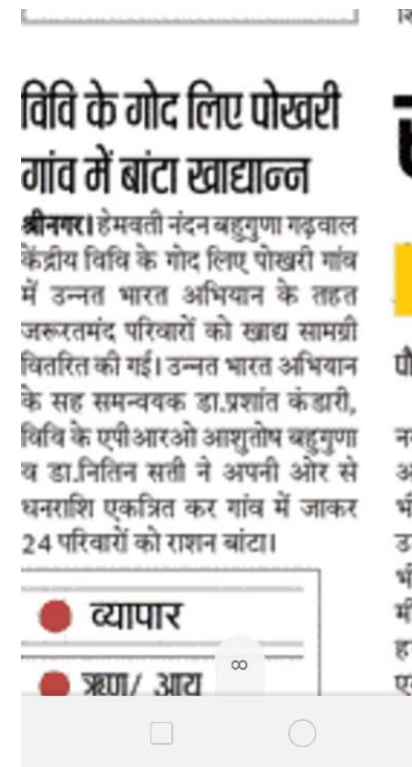 विवि के गोद लिए पोखरी
गांव में बांटा खाद्यान्न
श्रीनगर। हेमवती नंदन बहुगुणा गढ़वाल
केंद्रीय विवि के गोद लिए पोखरी गांव
में उन्नत भारत अभियान के तहत
जरूरतमंद परिवारों को खाद्य सामग्री
वितरित की गई। उन्नत भारत अभियान
के सह समन्वयक डा.प्रशांत कंडारी,
विवि के एपीआरओ आशुतोष बहुगुणा
व डा.नितिन सती ने अपनी ओर से
धनराशि एकत्रित कर गांव में जाकर
24 परिवारों को राशन बांटा।
व्यापार
ऋण/ आय